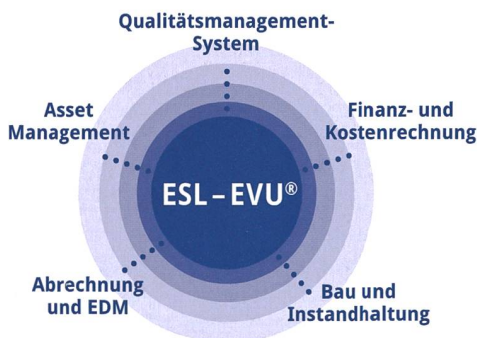 Qualitätsmanagement-
System
Asset
Management
Finanz- und
Kostenrechnung
ESL – EVU®
Abrechnung
und EDM
Bau und
Instandhaltung